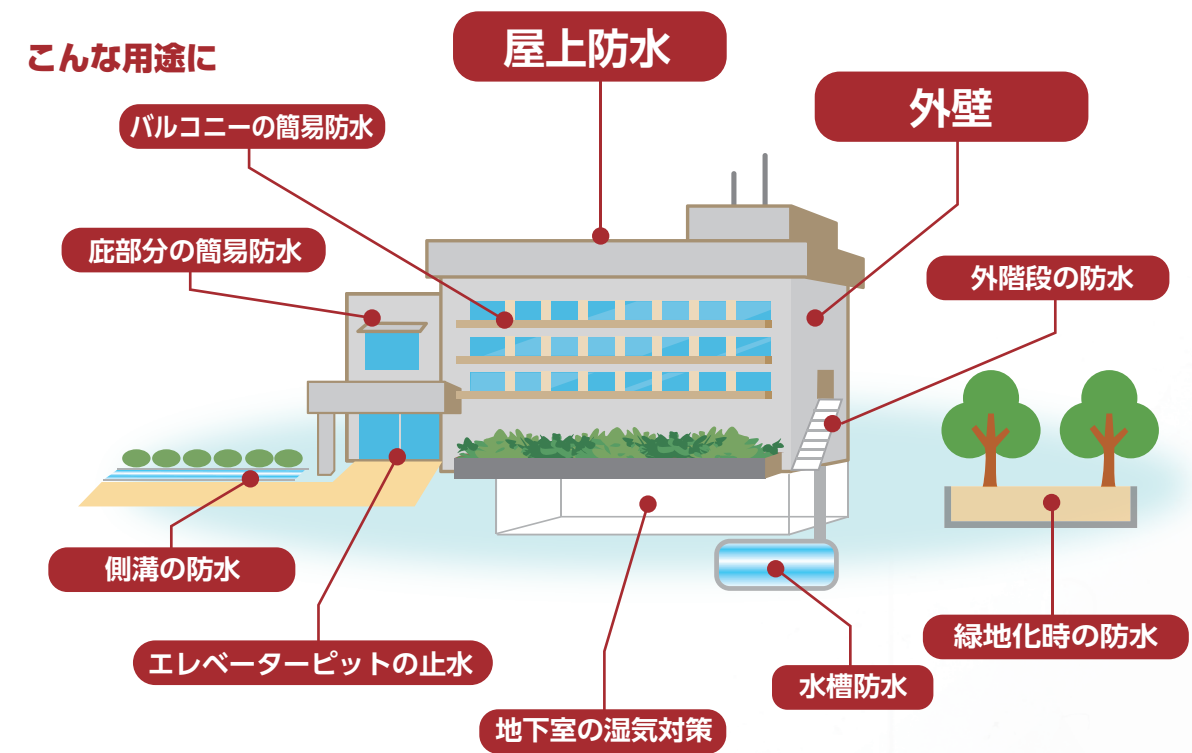 こんな用途に
屋上防水
外壁
バルコニーの簡易防水
庇部分の簡易防水
外階段の防水
側溝の防水
緑地化時の防水
エレベーターピットの止水
水槽防水
地下室の湿気対策